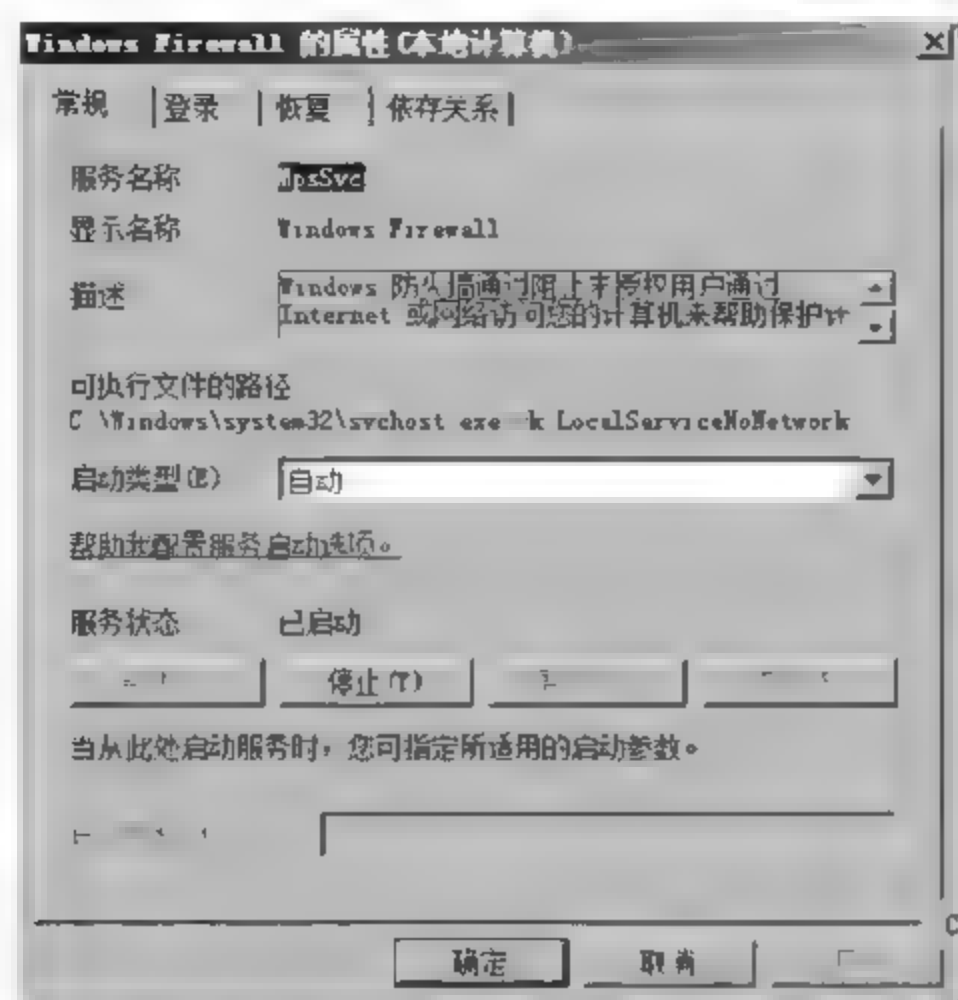 Windows Firewall 的属性(本地计算机)
常规 登录 恢复 依存关系
服务名称 MpsSvc
显示名称 Windows Firewall
描述 Windows 防火墙通过阻止未授权用户通过
Internet 或网络访问您的计算机来帮助保护计
可执行文件的路径
C \Windows\system32\svchost exe -k LocalServiceNoNetwork
启动类型(E) 自动
帮助我配置服务启动选项。
服务状态 已启动
停止(T)
当从此处启动服务时，您可指定所适用的启动参数。
确定 取消